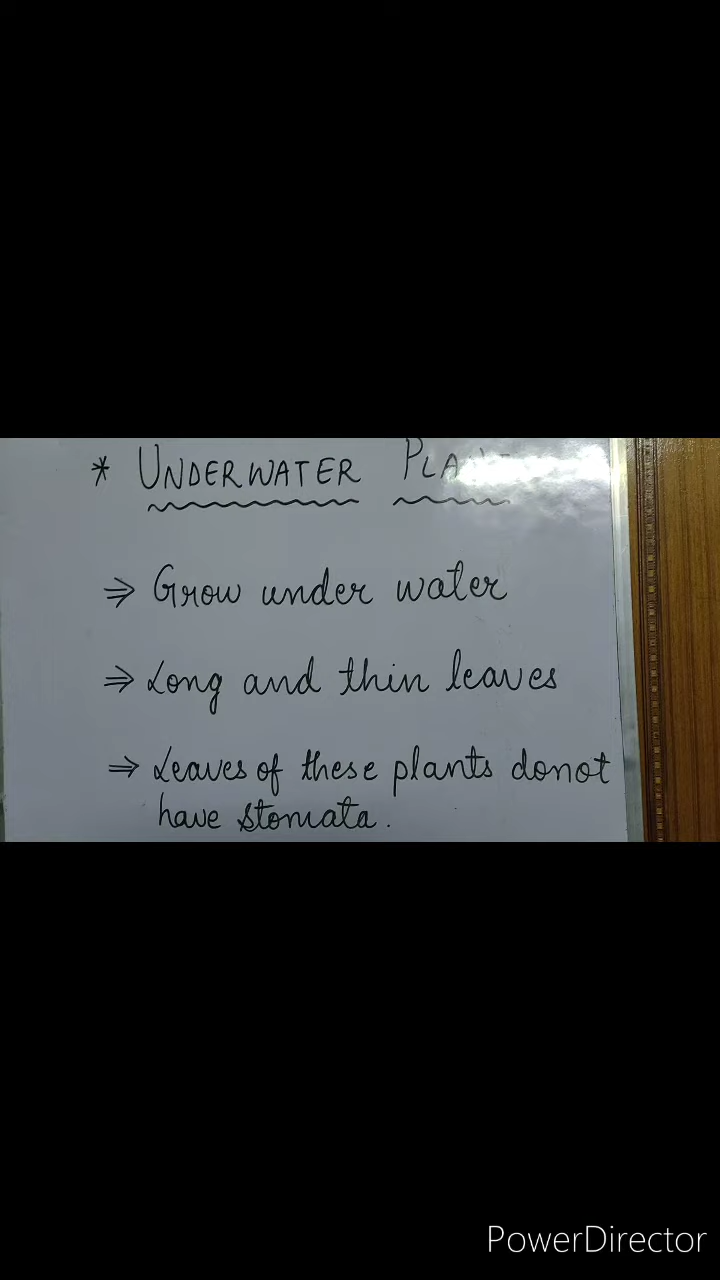 * UNDERWATER
⇒ Grow under water
⇒ Long and thin leaves
⇒ Leaves of these plants donot
have stomata.
PowerDirector